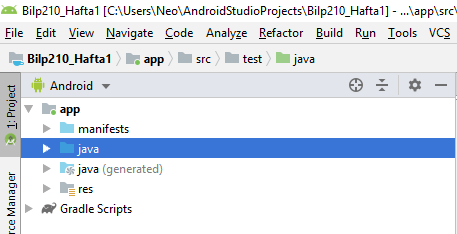 Bilp210_Hafta1 [C:\Users\Neo\AndroidStudioProjects\Bilp210_Hafta1] - ...\app\src\
File Edit View Navigate Code Analyze Refactor Build Run Tools VCS
Bilp210_Hafta1 app src test java
1: Project
Android
app
manifests
java
java (generated)
res
Gradle Scripts
rce Manager